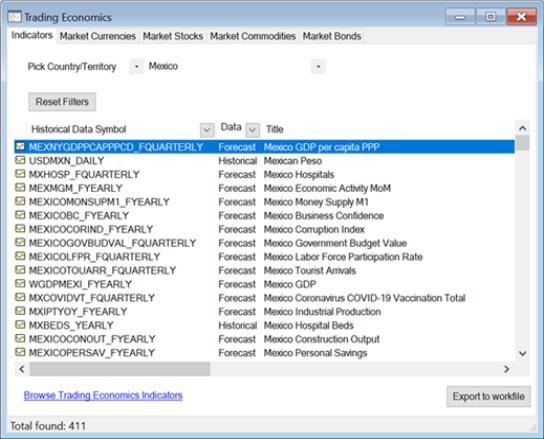 Trading Economics
Indicators Market Currencies Market Stocks Market Commodities Market Bonds
Pick Country/Territory Mexico
Reset Filters
Historical Data Symbol Data Title
MEXNYGDPPCAPPPCD_FQUARTERLY Forecast Mexico GDP per capita PPP
USDMXN_DAILY Historical Mexican Peso
MXHOSP_FQUARTERLY Forecast Mexico Hospitals
MEXMGM_FYEARLY Forecast Mexico Economic Activity MoM
MEXICOMONSUPM1_FYEARLY Forecast Mexico Money Supply M1
MEXICOBC_FYEARLY Forecast Mexico Business Confidence
MEXICOCORIND_FYEARLY Forecast Mexico Corruption Index
MEXICOGOVBUDVAL_FQUARTERLY Forecast Mexico Government Budget Value
MEXICOLFPR_FQUARTERLY Forecast Mexico Labor Force Participation Rate
MEXICOTOUARR_FQUARTERLY Forecast Mexico Tourist Arrivals
WGDPMEXI_FYEARLY Forecast Mexico GDP
MXCOVIDVT_FQUARTERLY Forecast Mexico Coronavirus COVID-19 Vaccination Total
MXIPTYOY_FYEARLY Forecast Mexico Industrial Production
MXBEDS_YEARLY Historical Mexico Hospital Beds
MEXICOCONOUT_FYEARLY Forecast Mexico Construction Output
MEXICOPERSAV_FYEARLY Forecast Mexico Personal Savings
Browse Trading Economics Indicators
Export to workfile
Total found: 411